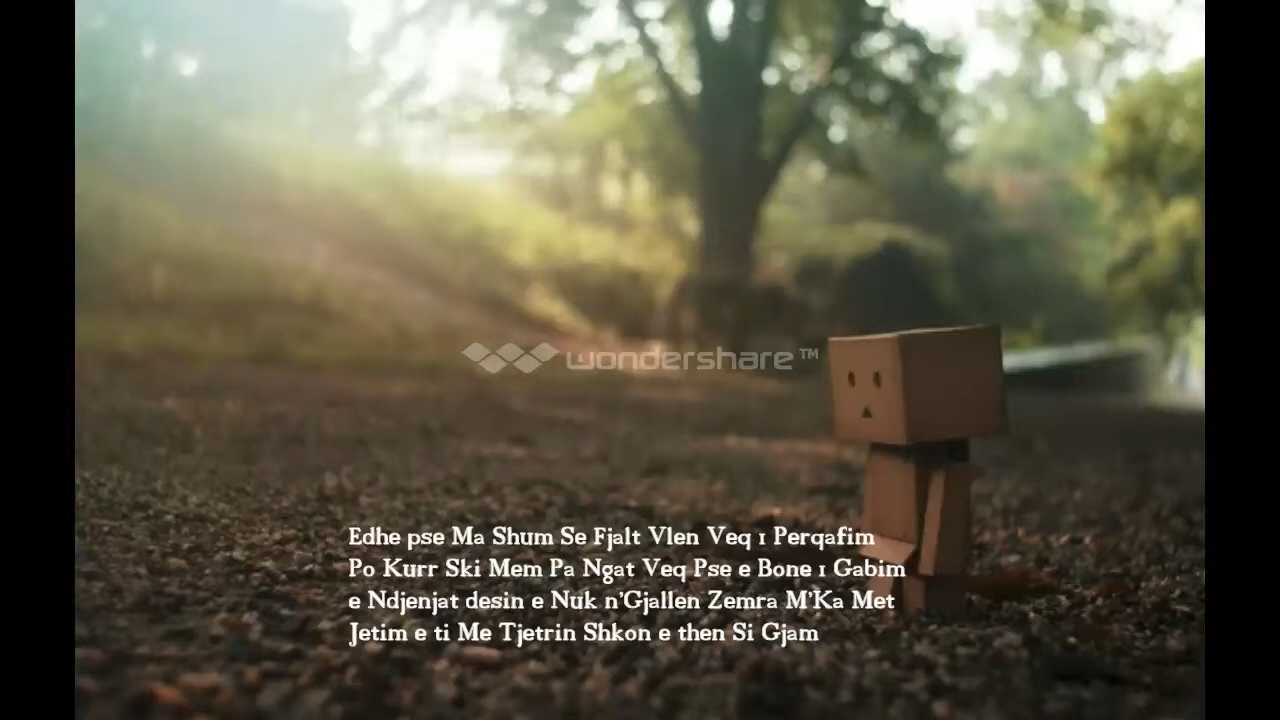 wondershare™
Edhe pse Ma Shum Se Fjalt Vlen Veq 1 Perqafim
Po Kurr Ski Mem Pa Ngat Veq Pse e Bone 1 Gabim
e Ndjenjat desin e Nuk n'Gjallen Zemra M'Ka Met
Jetim e ti Me Tjetrin Shkon e then Si Gjam